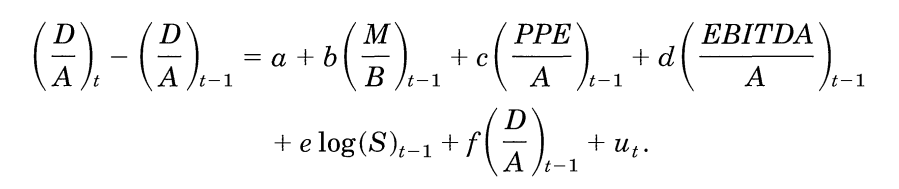 (D/A)_t − (D/A)_{t−1} = a + b(M/B)_{t−1} + c(PPE/A)_{t−1} + d(EBITDA/A)_{t−1}
+ e log(S)_{t−1} + f(D/A)_{t−1} + u_t.